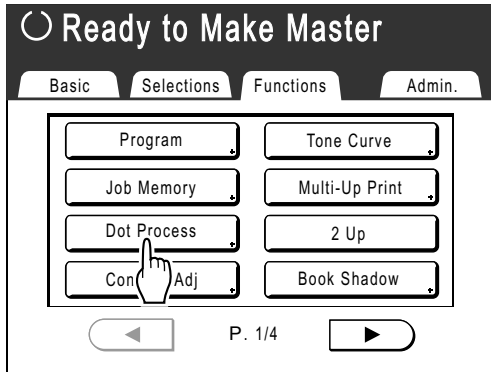 Ready to Make Master
Basic Selections Functions Admin.
Program Tone Curve
Job Memory Multi-Up Print
Dot Process 2 Up
Adj Book Shadow
P. 1/4